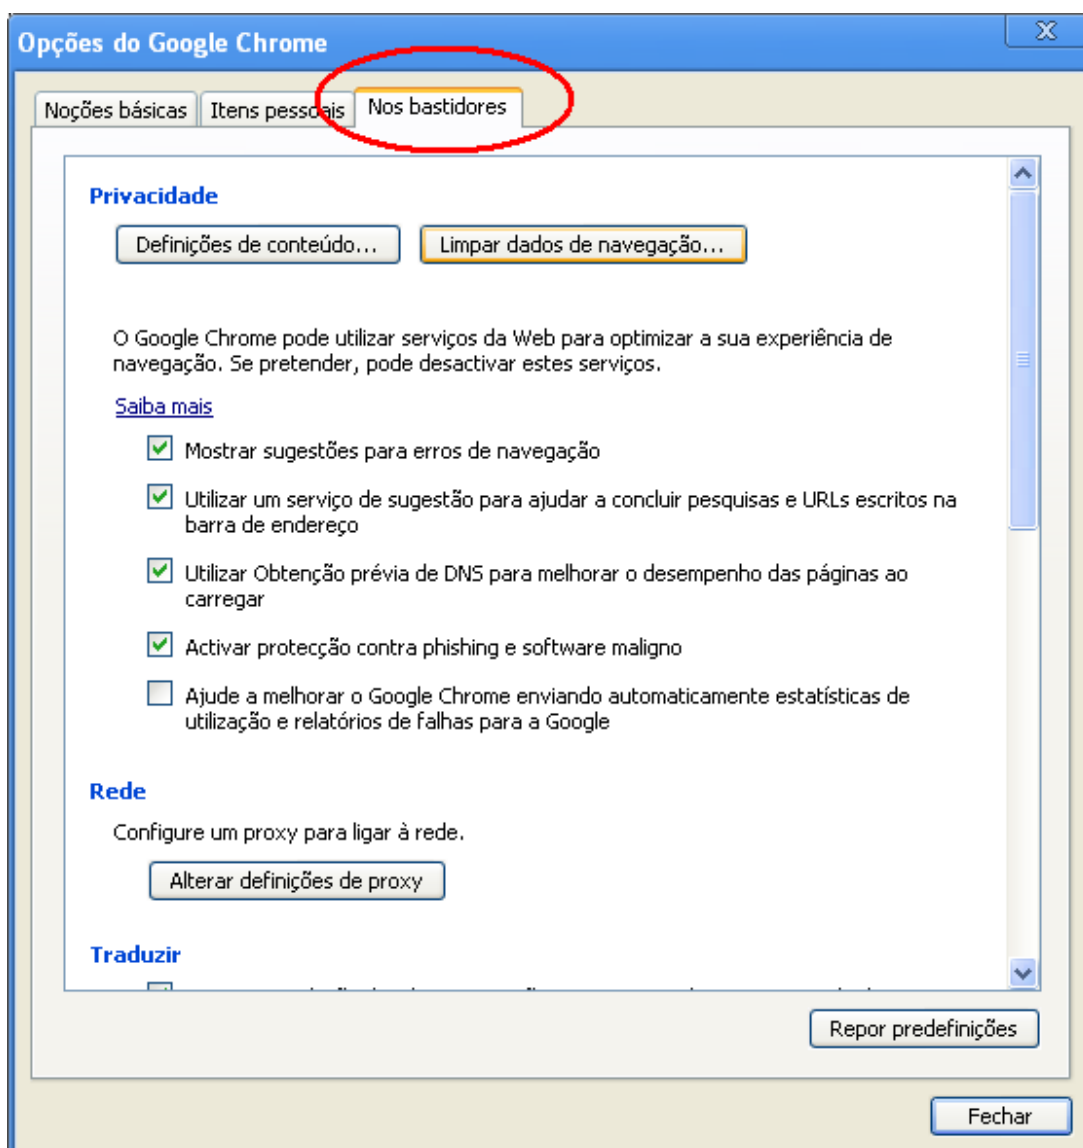 Opções do Google Chrome
Noções básicas Itens pessoais Nos bastidores
Privacidade
Definições de conteúdo... Limpar dados de navegação...
O Google Chrome pode utilizar serviços da Web para optimizar a sua experiência de
navegação. Se pretender, pode desactivar estes serviços.
Saiba mais
Mostrar sugestões para erros de navegação
Utilizar um serviço de sugestão para ajudar a concluir pesquisas e URLs escritos na
barra de endereço
Utilizar Obtenção prévia de DNS para melhorar o desempenho das páginas ao
carregar
Activar protecção contra phishing e software maligno
Ajude a melhorar o Google Chrome enviando automaticamente estatísticas de
utilização e relatórios de falhas para a Google
Rede
Configure um proxy para ligar à rede.
Alterar definições de proxy
Traduzir
Repor predefinições
Fechar